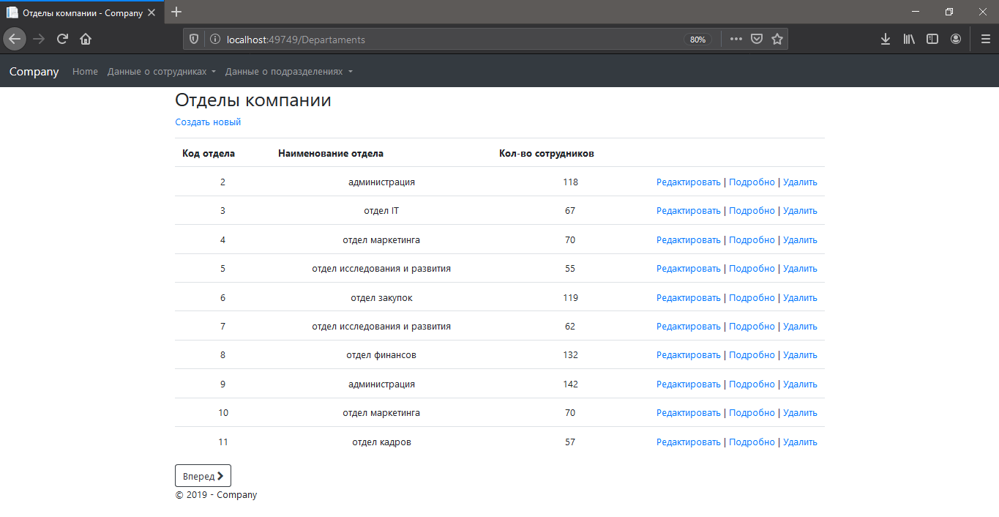 Отделы компании - Company
localhost:49749/Departaments 80%
Company Home Данные о сотрудниках Данные о подразделениях
Отделы компании
Создать новый
Код отдела Наименование отдела Кол-во сотрудников
2 администрация 118 Редактировать | Подробно | Удалить
3 отдел IT 67 Редактировать | Подробно | Удалить
4 отдел маркетинга 70 Редактировать | Подробно | Удалить
5 отдел исследования и развития 55 Редактировать | Подробно | Удалить
6 отдел закупок 119 Редактировать | Подробно | Удалить
7 отдел исследования и развития 62 Редактировать | Подробно | Удалить
8 отдел финансов 132 Редактировать | Подробно | Удалить
9 администрация 142 Редактировать | Подробно | Удалить
10 отдел маркетинга 70 Редактировать | Подробно | Удалить
11 отдел кадров 57 Редактировать | Подробно | Удалить
Вперед
© 2019 - Company